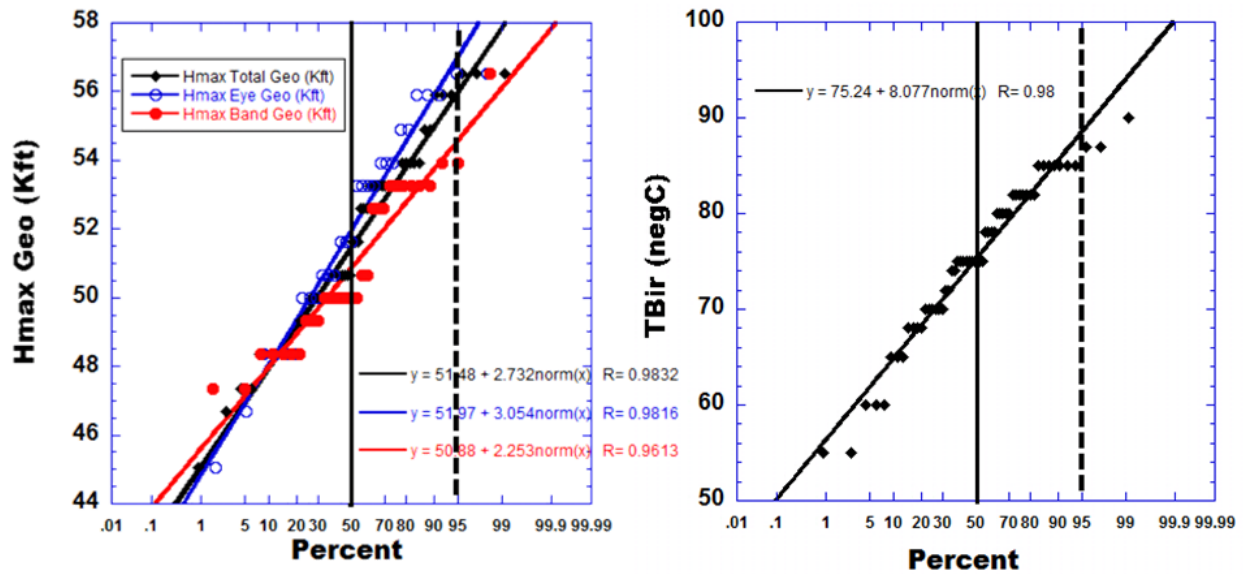 58
56
54
52
50
48
46
44
Hmax Geo (Kft)
Hmax Total Geo (Kft)
Hmax Eye Geo (Kft)
Hmax Band Geo (Kft)
y = 51.48 + 2.732norm(x) R= 0.9832
y = 51.97 + 3.054norm(x) R= 0.9816
y = 50.88 + 2.253norm(x) R= 0.9613
.01 .1 1 5 10 20 30 50 70 80 90 95 99 99.9 99.99
Percent
100
90
80
70
60
50
TBir (negC)
y = 75.24 + 8.077norm(x) R= 0.98
.01 .1 1 5 10 20 30 50 70 80 90 95 99 99.9 99.99
Percent